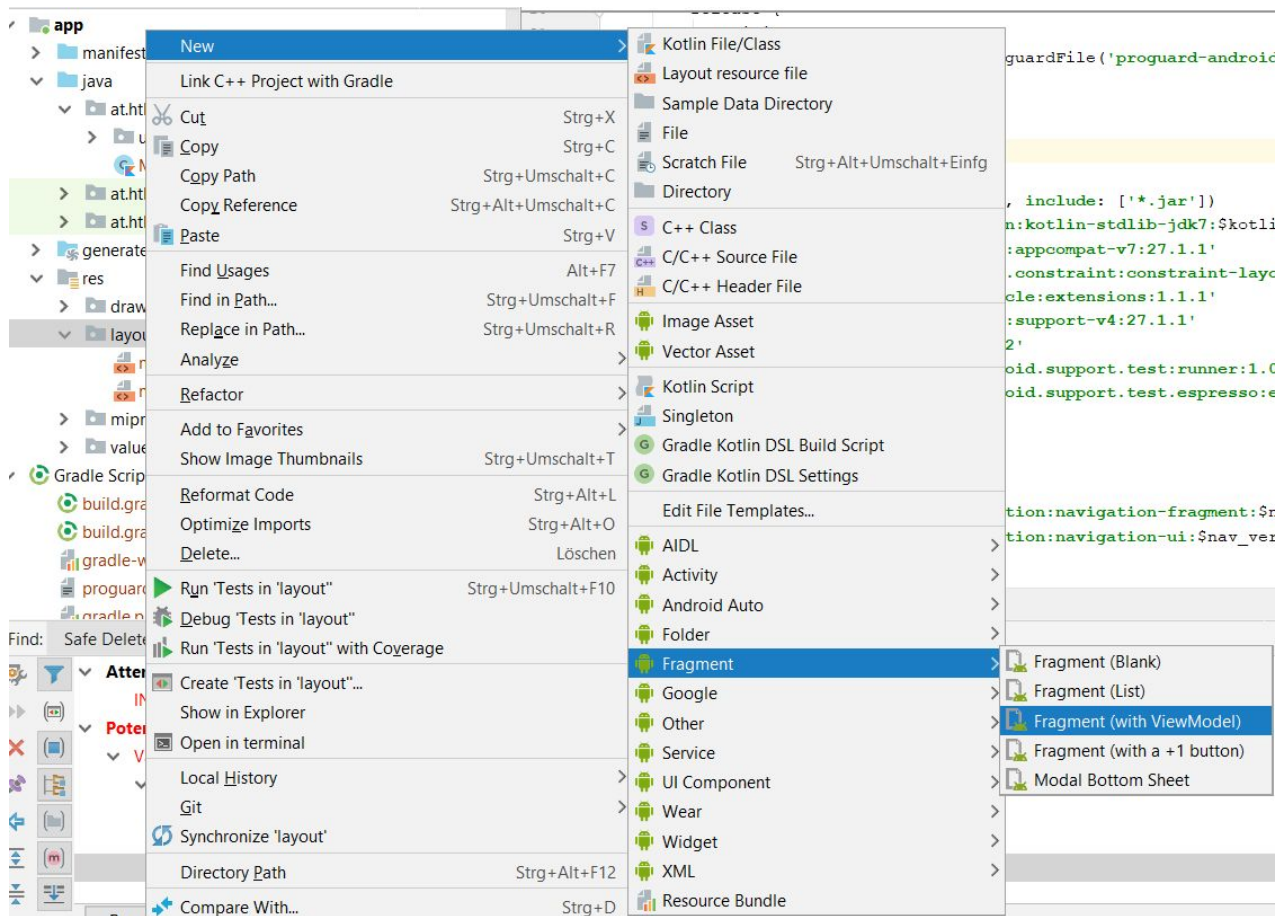 app
manifest
java
at.htl
u
M
at.htl
at.htl
generate
res
draw
layou
mipr
value
Gradle Scrip
build.gra
build.gra
gradle-w
proguard
gradle.p
Find: Safe Delete
Atter
IN
Poter
V
New
Link C++ Project with Gradle
Cut Strg+X
Copy Strg+C
Copy Path Strg+Umschalt+C
Copy Reference Strg+Alt+Umschalt+C
Paste Strg+V
Find Usages Alt+F7
Find in Path... Strg+Umschalt+F
Replace in Path... Strg+Umschalt+R
Analyze
Refactor
Add to Favorites
Show Image Thumbnails Strg+Umschalt+T
Reformat Code Strg+Alt+L
Optimize Imports Strg+Alt+O
Delete... Löschen
Run 'Tests in 'layout'' Strg+Umschalt+F10
Debug 'Tests in 'layout''
Run 'Tests in 'layout'' with Coverage
Create 'Tests in 'layout''...
Show in Explorer
Open in terminal
Local History
Git
Synchronize 'layout'
Directory Path Strg+Alt+F12
Compare With... Strg+D
Kotlin File/Class
Layout resource file
Sample Data Directory
File
Scratch File Strg+Alt+Umschalt+Einfg
Directory
C++ Class
C/C++ Source File
C/C++ Header File
Image Asset
Vector Asset
Kotlin Script
Singleton
Gradle Kotlin DSL Build Script
Gradle Kotlin DSL Settings
Edit File Templates...
AIDL
Activity
Android Auto
Folder
Fragment
Google
Other
Service
UI Component
Wear
Widget
XML
Resource Bundle
Fragment (Blank)
Fragment (List)
Fragment (with ViewModel)
Fragment (with a +1 button)
Modal Bottom Sheet
guardFile('proguard-android
, include: ['*.jar'])
n:kotlin-stdlib-jdk7:$kotli
:appcompat-v7:27.1.1'
.constraint:constraint-layo
cle:extensions:1.1.1'
:support-v4:27.1.1'
2'
oid.support.test:runner:1.0
oid.support.test.espresso:e
tion:navigation-fragment:$n
tion:navigation-ui:$nav_ver